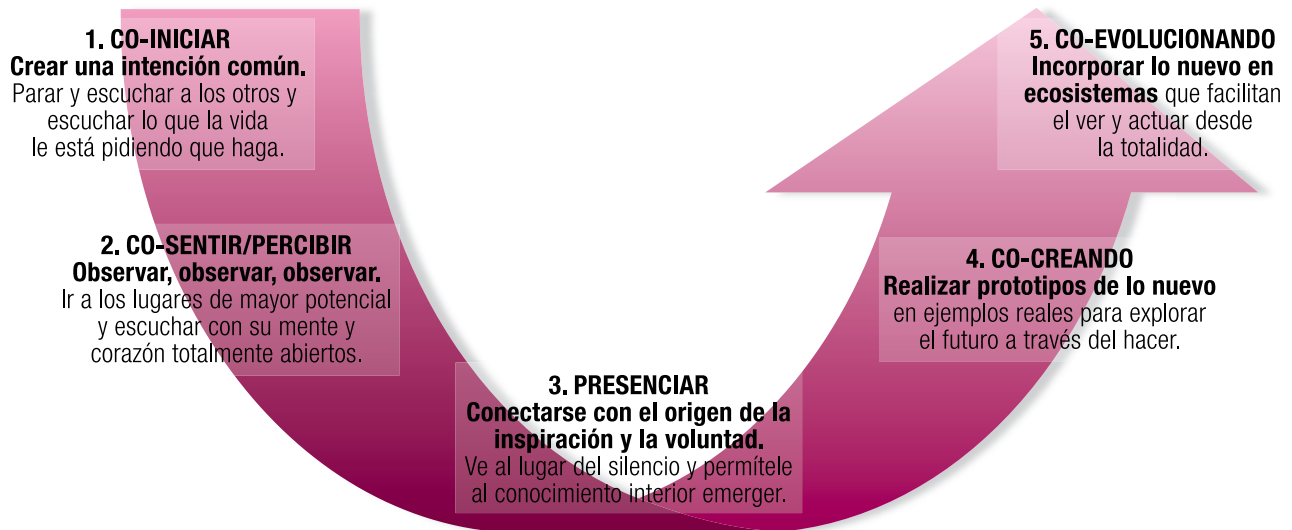 1. CO-INICIAR
Crear una intención común.
Parar y escuchar a los otros y
escuchar lo que la vida
le está pidiendo que haga.
2. CO-SENTIR/PERCIBIR
Observar, observar, observar.
Ir a los lugares de mayor potencial
y escuchar con su mente y
corazón totalmente abiertos.
3. PRESENCIAR
Conectarse con el origen de la
inspiración y la voluntad.
Ve al lugar del silencio y permítele
al conocimiento interior emerger.
4. CO-CREANDO
Realizar prototipos de lo nuevo
en ejemplos reales para explorar
el futuro a través del hacer.
5. CO-EVOLUCIONANDO
Incorporar lo nuevo en
ecosistemas que facilitan
el ver y actuar desde
la totalidad.